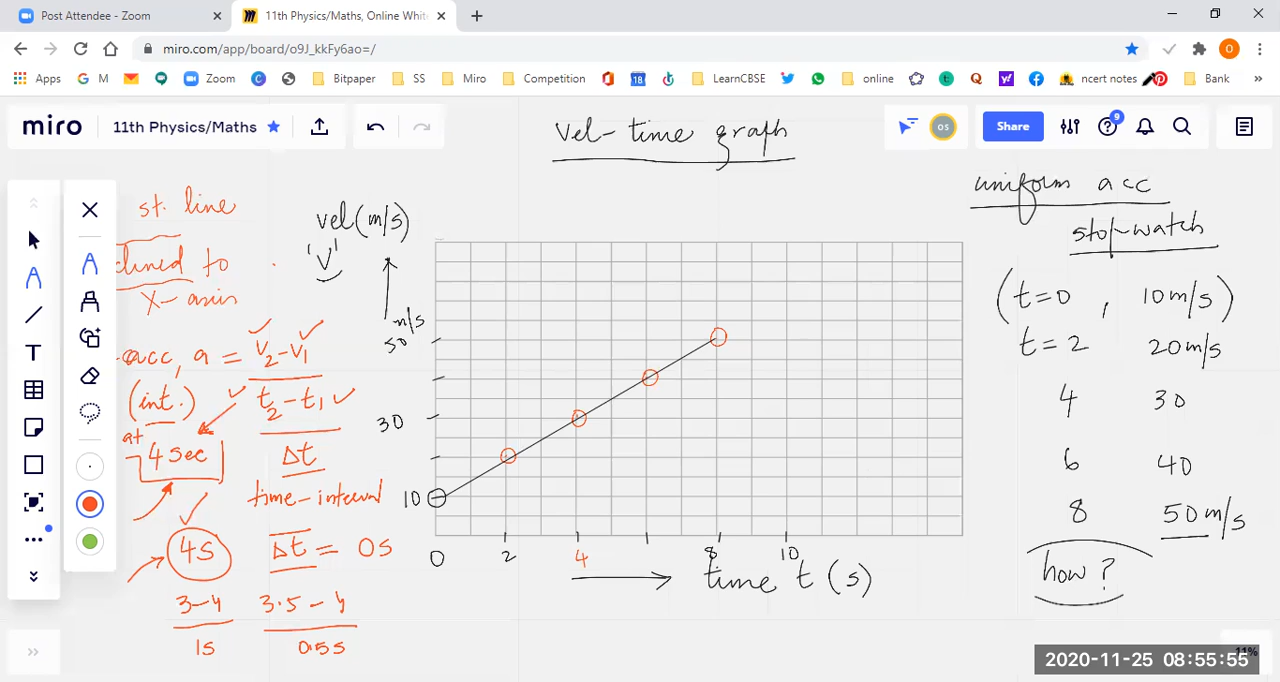 Post Attendee - Zoom
11th Physics/Maths, Online Whit
miro.com/app/board/o9J_kkFy6ao=/
Apps
M
Zoom
Bitpaper
SS
Miro
Competition
18
LearnCBSE
online
ncert notes
Bank
miro
11th Physics/Maths
os
Share
9
Vel-time graph
st. line
clined to
X-axis
acc, a = V2-V1
t2-t1
(int.)
at
4 sec
Δt
time-interval
4s
Δt = 0s
3-4
3.5-4
1s
0.5s
vel(m/s)
'V'
m/s
50
30
10
0 2 4 8 10
time t (s)
uniform acc
stop-watch
(t=0 , 10m/s)
t=2 20m/s
4 30
6 40
8 50m/s
how?
11%
2020-11-25 08:55:55